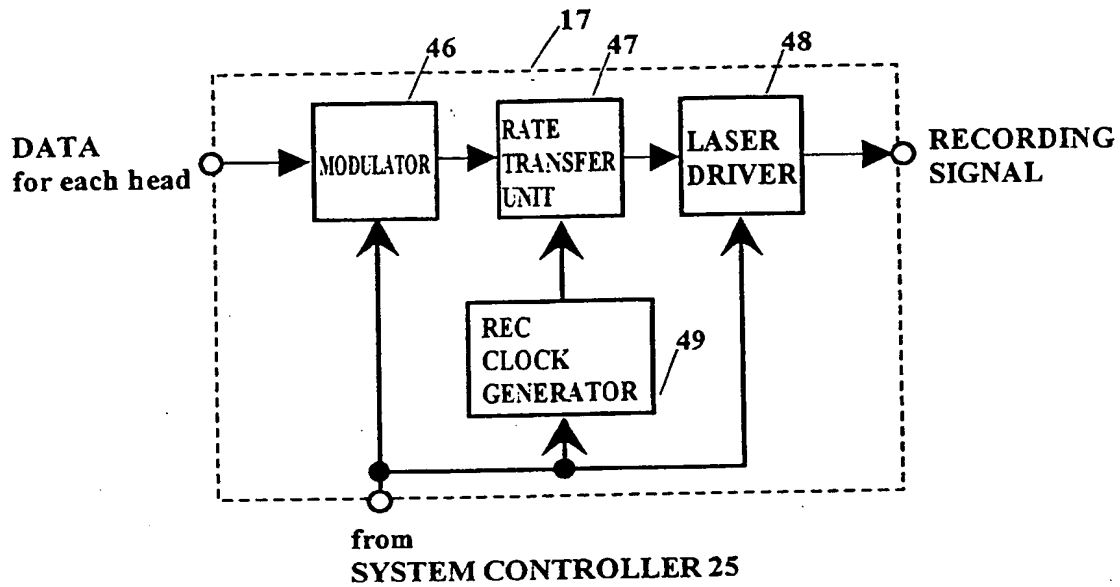 17
46
47
48
DATA
for each head
MODULATOR
RATE
TRANSFER
UNIT
LASER
DRIVER
RECORDING
SIGNAL
REC
CLOCK
GENERATOR
49
from
SYSTEM CONTROLLER 25